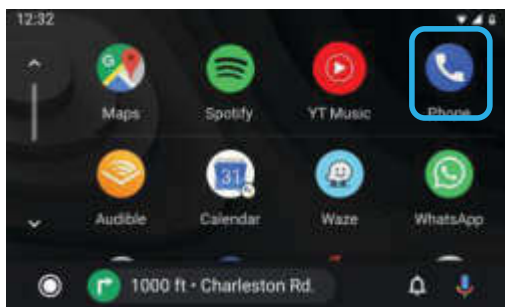 12:32
Maps Spotify YT Music Phone
31
Audible Calendar Waze WhatsApp
1000 ft • Charleston Rd.